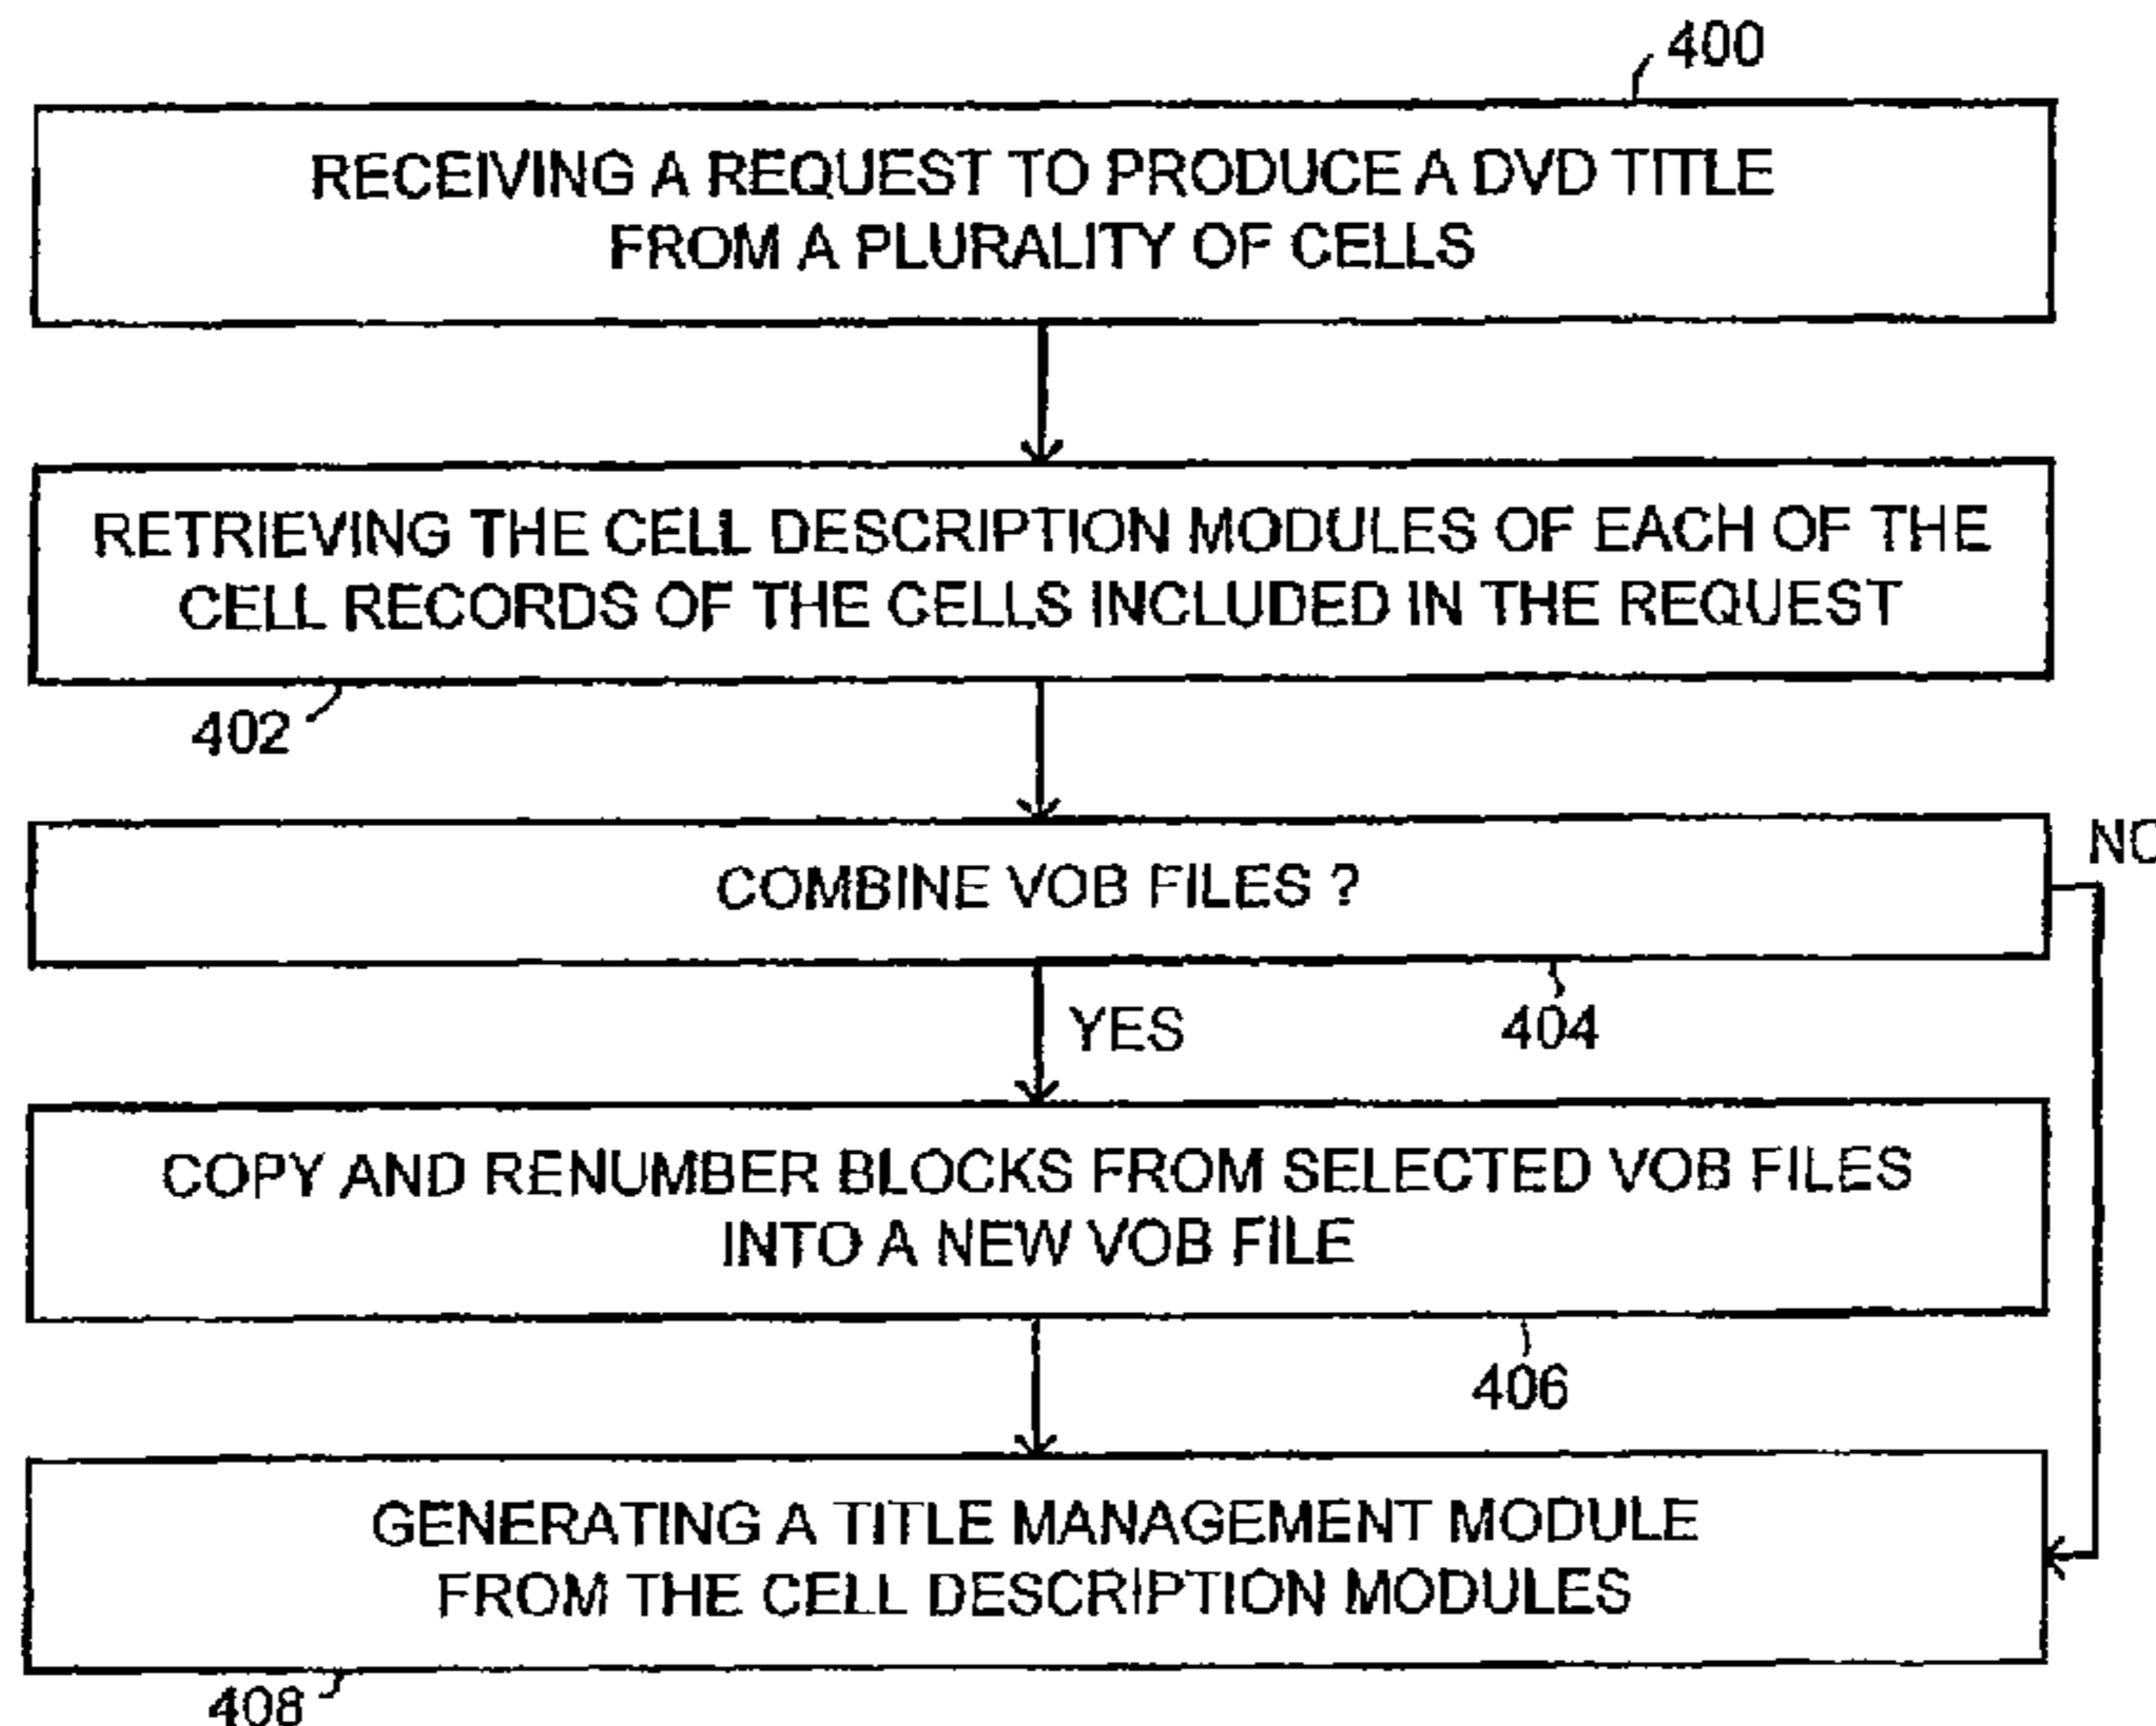 400
RECEIVING A REQUEST TO PRODUCE A DVD TITLE
FROM A PLURALITY OF CELLS
RETRIEVING THE CELL DESCRIPTION MODULES OF EACH OF THE
CELL RECORDS OF THE CELLS INCLUDED IN THE REQUEST
402
NO
COMBINE VOB FILES ?
YES
404
COPY AND RENUMBER BLOCKS FROM SELECTED VOB FILES
INTO A NEW VOB FILE
406
GENERATING A TITLE MANAGEMENT MODULE
FROM THE CELL DESCRIPTION MODULES
408